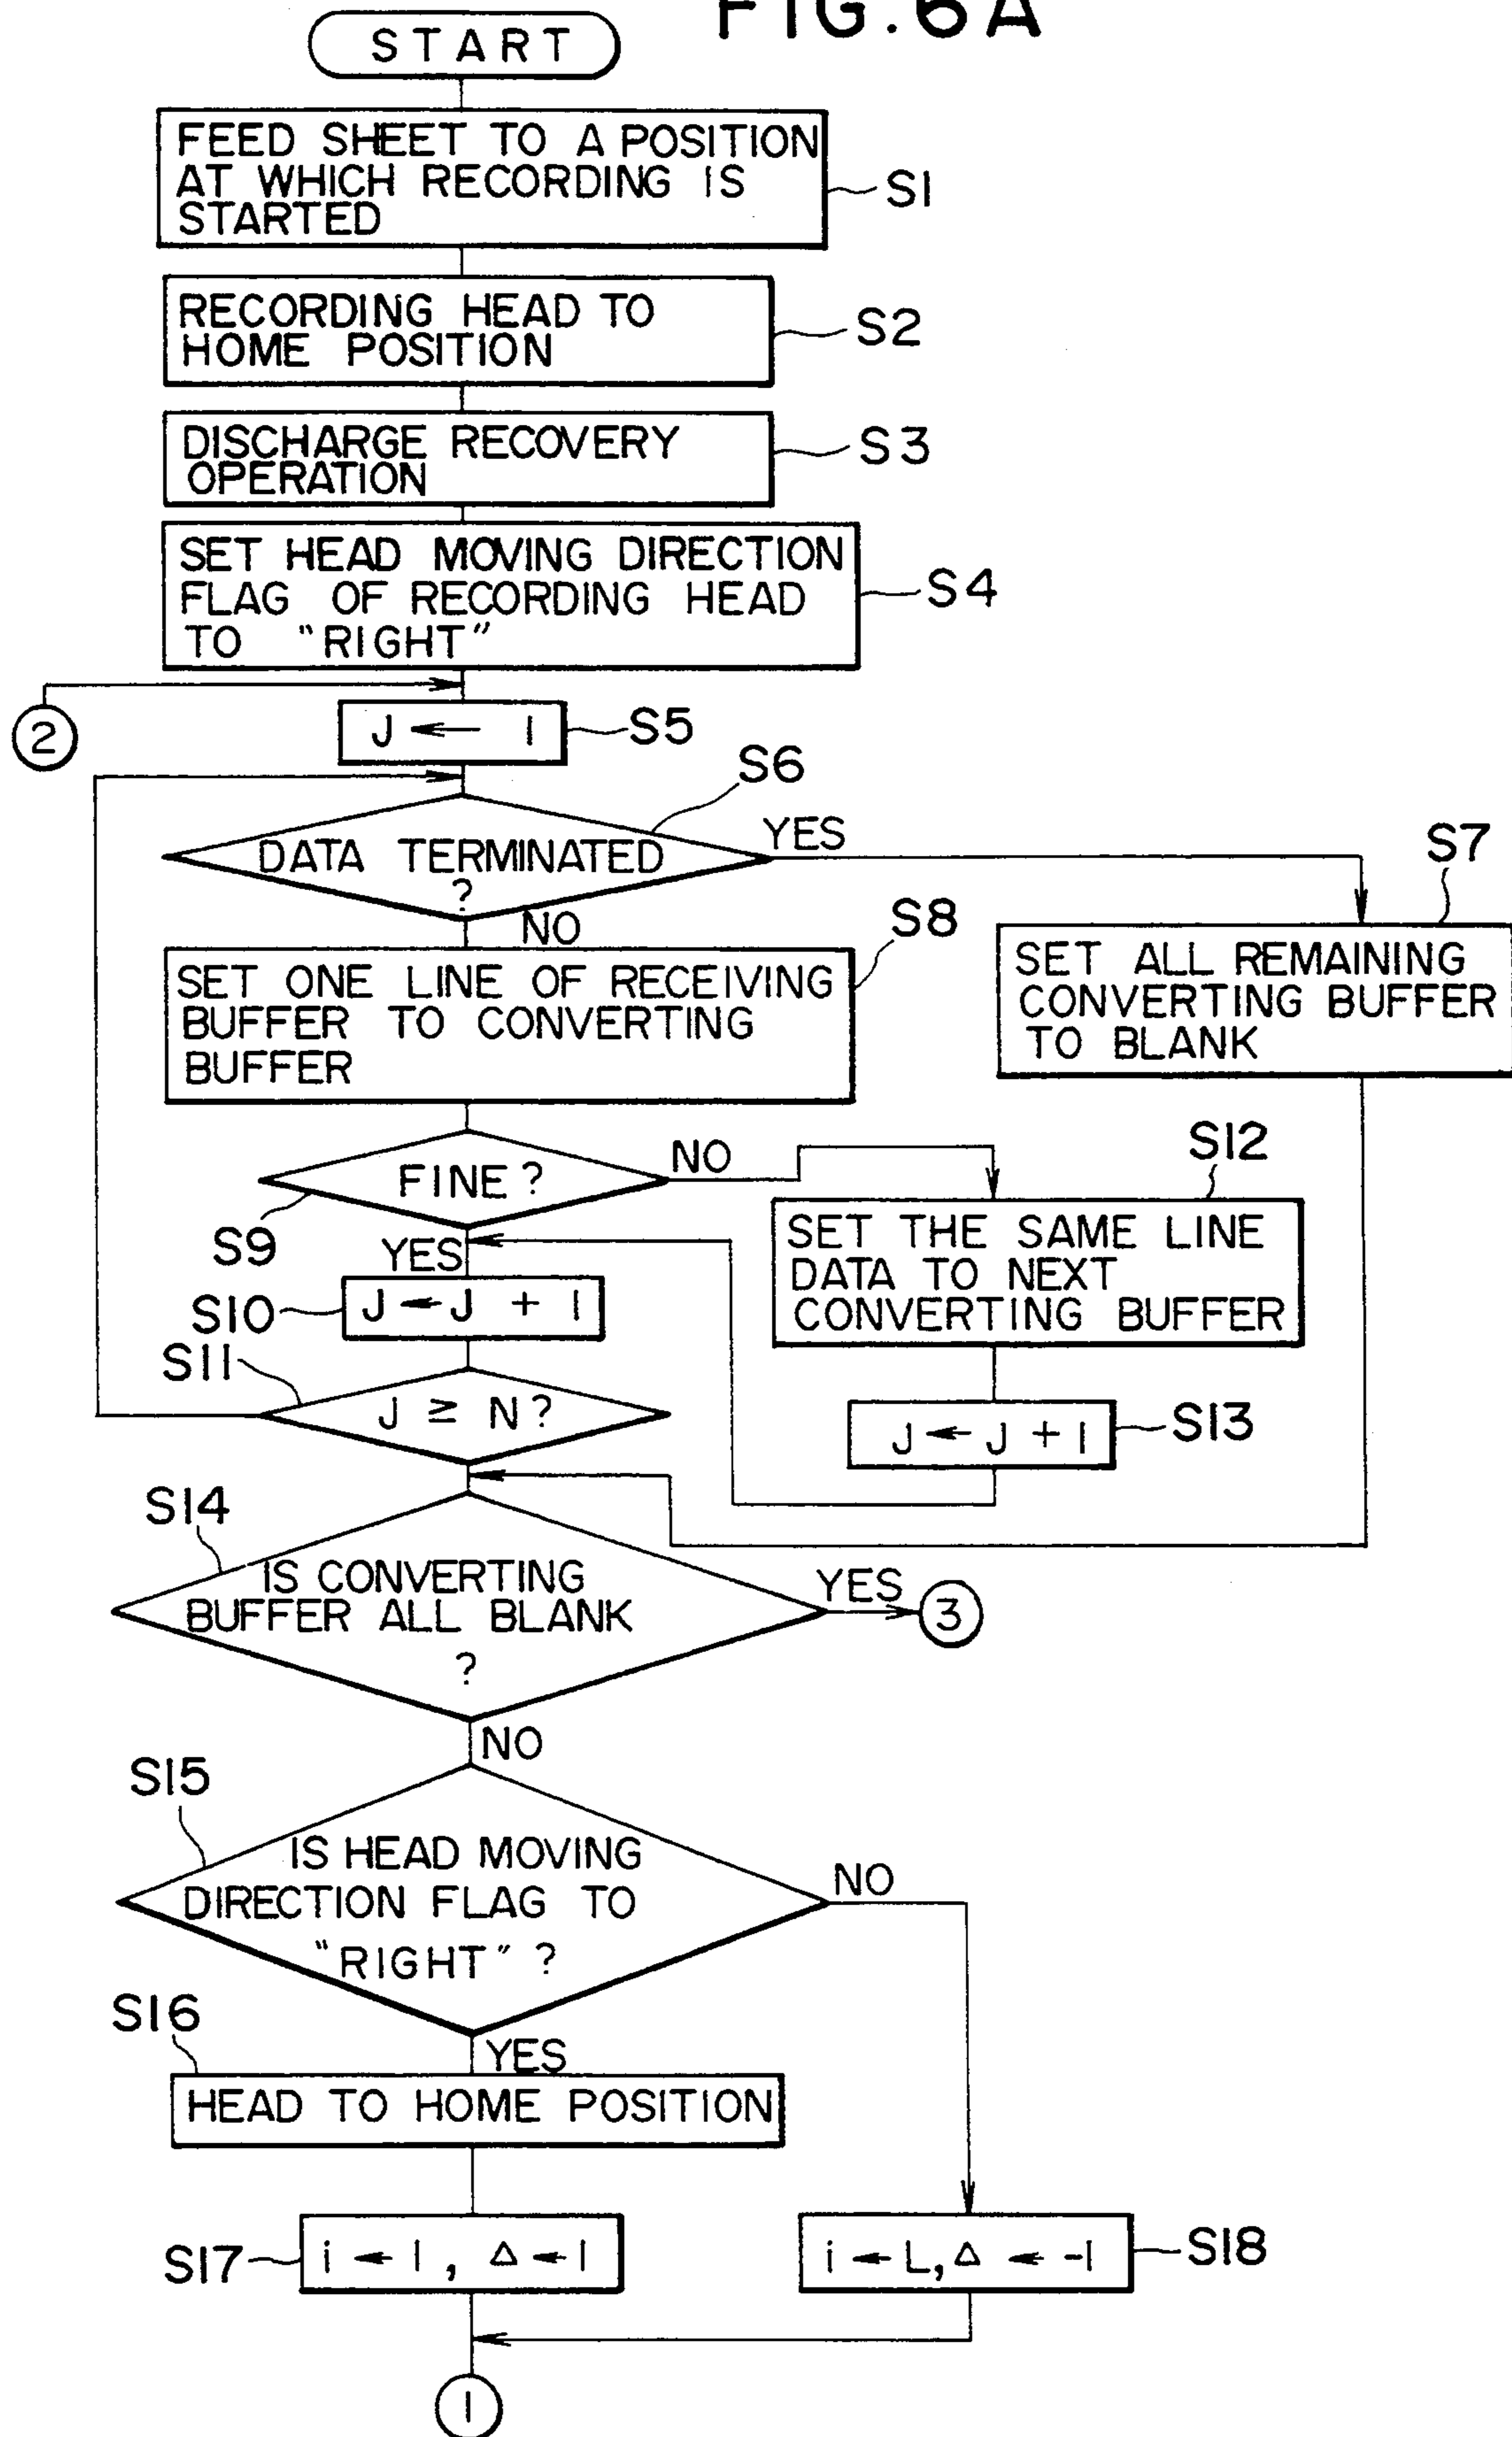 FIG.6A
START
FEED SHEET TO A POSITION
AT WHICH RECORDING IS
STARTED
S1
RECORDING HEAD TO
HOME POSITION
S2
DISCHARGE RECOVERY
OPERATION
S3
SET HEAD MOVING DIRECTION
FLAG OF RECORDING HEAD
TO "RIGHT"
S4
2
J ← 1
S5
S6
DATA TERMINATED
?
YES
NO
S7
SET ALL REMAINING
CONVERTING BUFFER
TO BLANK
S8
SET ONE LINE OF RECEIVING
BUFFER TO CONVERTING
BUFFER
FINE?
NO
S9
YES
S12
SET THE SAME LINE
DATA TO NEXT
CONVERTING BUFFER
S10
J ← J + 1
S11
J ≥ N?
J ← J + 1
S13
S14
IS CONVERTING
BUFFER ALL BLANK
?
YES
3
NO
S15
IS HEAD MOVING
DIRECTION FLAG TO
"RIGHT" ?
NO
S16
YES
HEAD TO HOME POSITION
S17
i ← 1, Δ ← 1
i ← L, Δ ← -1
S18
1